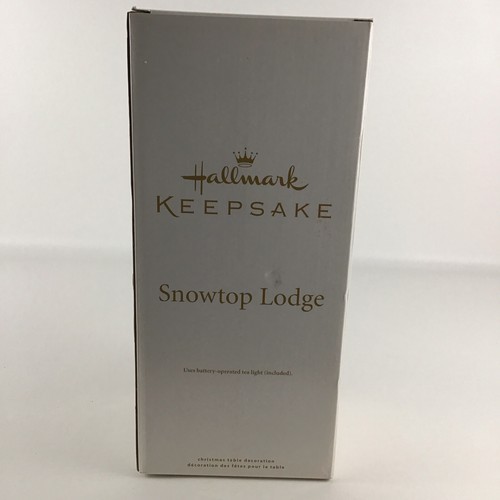 Hallmark
KEEPSAKE
Snowtop Lodge
Uses battery-operated tea light (included).
christmas table decoration
décoration des fêtes pour la table